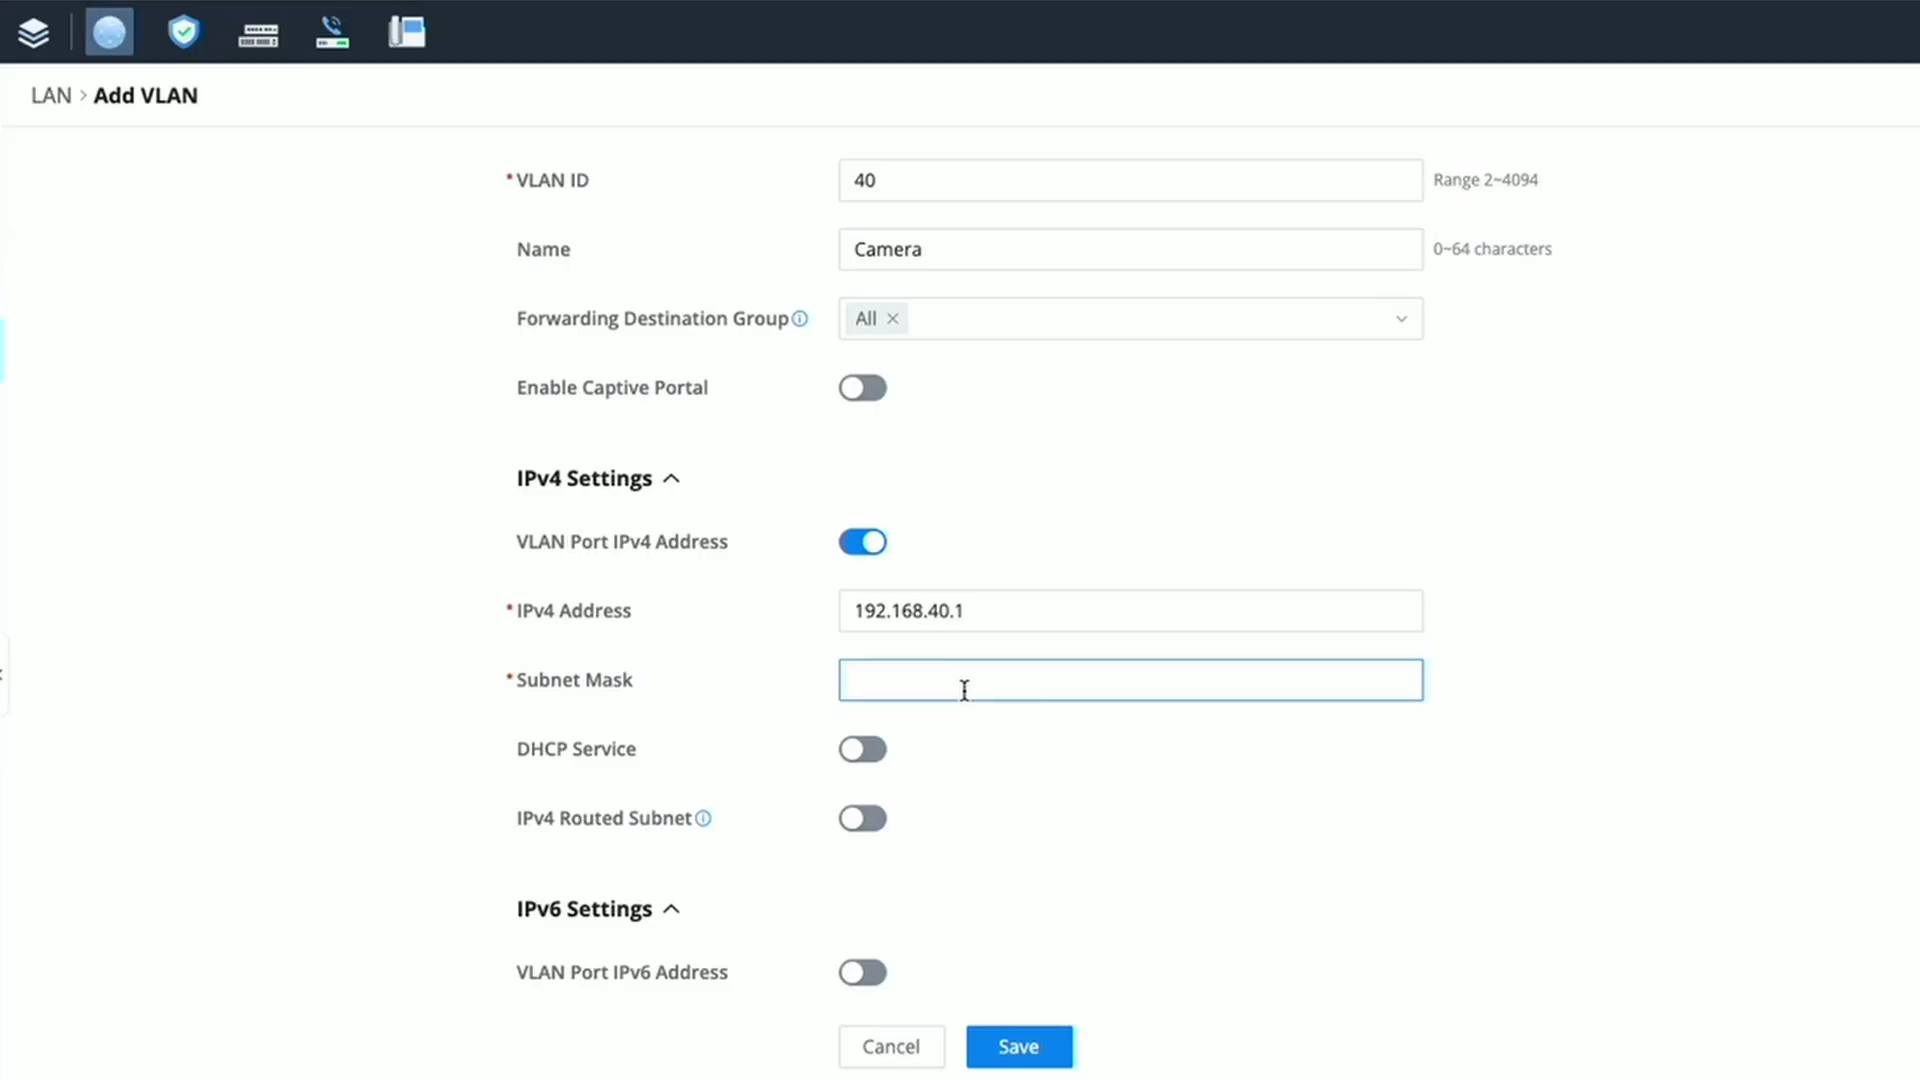 LAN > Add VLAN
* VLAN ID 40 Range 2~4094
Name Camera 0~64 characters
Forwarding Destination Group All
Enable Captive Portal
IPv4 Settings
VLAN Port IPv4 Address
* IPv4 Address 192.168.40.1
* Subnet Mask
DHCP Service
IPv4 Routed Subnet
IPv6 Settings
VLAN Port IPv6 Address
Cancel Save